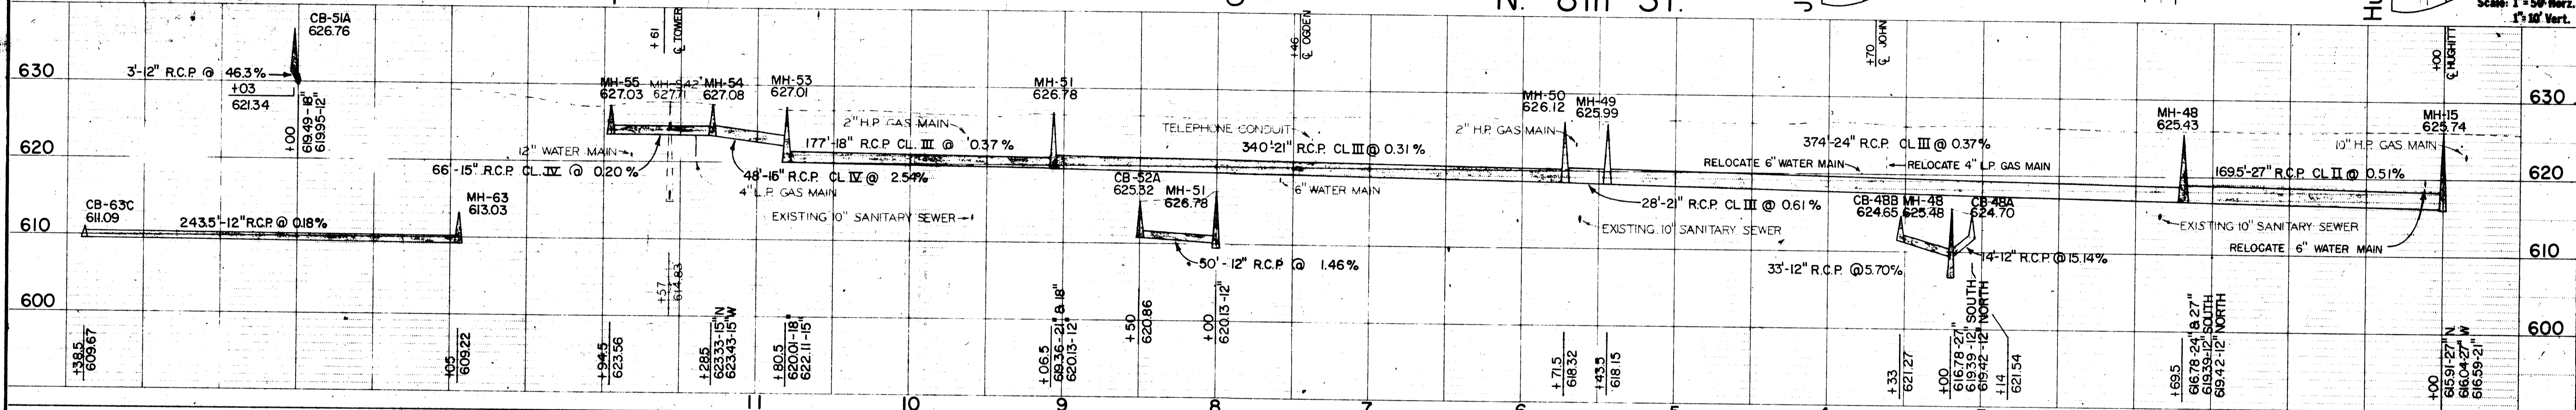 N. 8TH ST.
Scale: 1"=50' Horz.
1"=10' Vert.
CB-51A
626.76
3'-12" R.C.P. @ 46.3%
+03
621.34
+00
619.49-18"
619.95-12"
+61
℄ TOWER
+46
℄ OGDEN
+70
℄ JOHN
+00
℄ HUGHITT
630
620
610
600
630
620
610
600
MH-55
627.03
MH-54
627.08
MH-53
627.01
MH-51
626.78
MH-50
626.12
MH-49
625.99
MH-48
625.43
MH-15
625.74
12" WATER MAIN
66'-15" R.C.P. CL. IV @ 0.20%
48'-15" R.C.P. CL IV @ 2.54%
4" L.P. GAS MAIN
2" H.P. GAS MAIN
177'-18" R.C.P. CL. III @ 0.37%
TELEPHONE CONDUIT
340'-21" R.C.P. CL III @ 0.31%
2" H.P. GAS MAIN
374'-24" R.C.P. CL III @ 0.37%
RELOCATE 6" WATER MAIN
RELOCATE 4" L.P. GAS MAIN
10" H.P. GAS MAIN
169.5'-27" R.C.P. CL II @ 0.51%
6" WATER MAIN
28'-21" R.C.P. CL III @ 0.61%
EXISTING 10" SANITARY SEWER
EXISTING 10" SANITARY SEWER
EXISTING 10" SANITARY SEWER
RELOCATE 6" WATER MAIN
CB-63C
611.09
243.5'-12" R.C.P. @ 0.18%
MH-63
613.03
CB-52A
625.32
MH-51
626.78
50'-12" R.C.P. @ 1.46%
CB-48B
624.65
MH-48
625.48
CB-48A
624.70
33'-12" R.C.P. @ 5.70%
14'-12" R.C.P. @ 15.14%
+38.5
609.67
+05
609.22
+94.5
623.56
+57
614.83
+28.5
623.33-15" N
623.43-15" W
+80.5
620.01-18"
622.11-15"
+06.5
619.36-21" & 18"
620.13-12"
+50
620.86
+00
620.13-12"
+71.5
618.32
+43.5
618.15
+33
621.27
+00
616.78-27"
619.39-12" SOUTH
619.42-12" NORTH
+14
621.54
+69.5
616.78-24" & 27"
619.39-12" SOUTH
619.42-12" NORTH
+00
615.91-27" N
616.04-27" W
616.59-21"
11
10
9
8
7
6
5
4
3